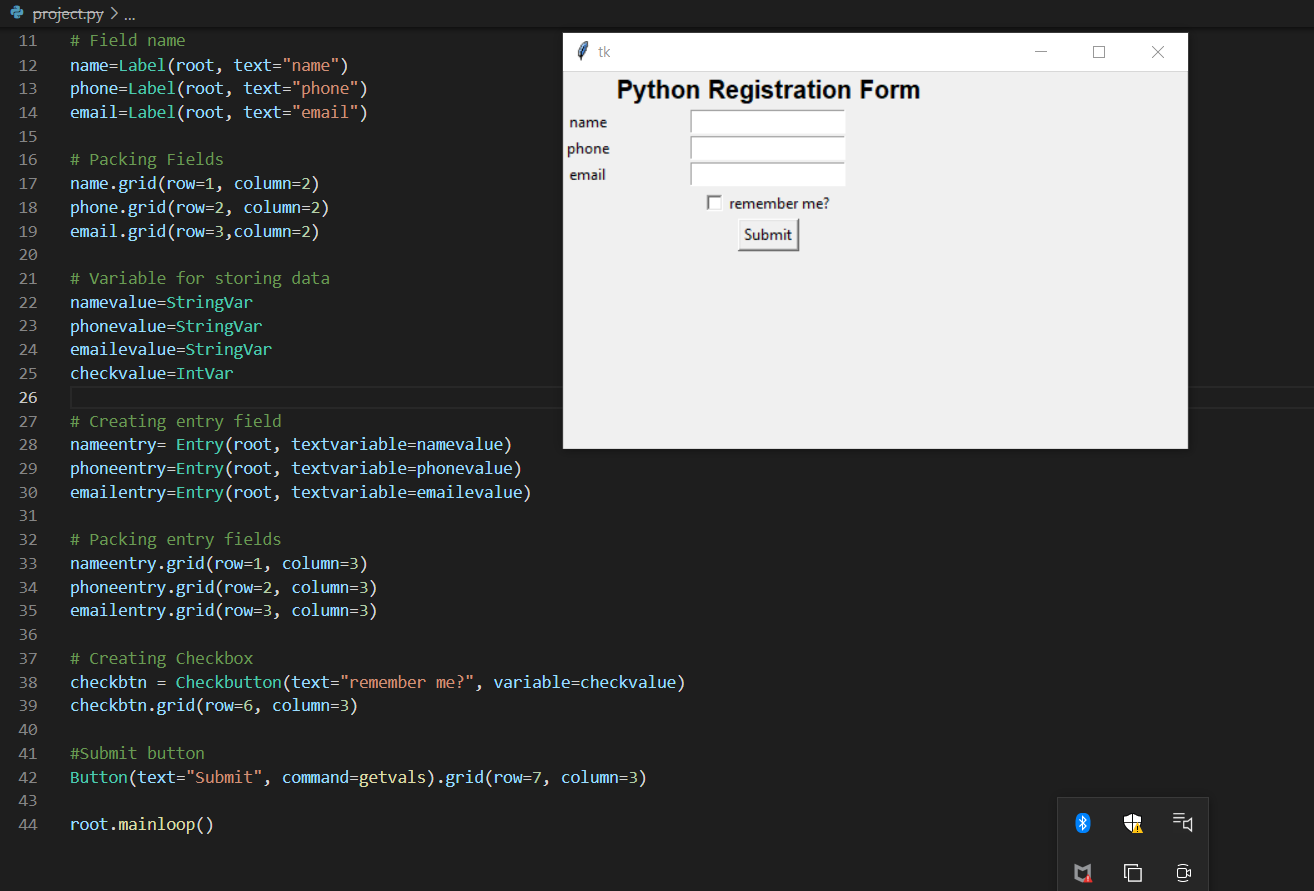 project.py > ...
11 # Field name
12 name=Label(root, text="name")
13 phone=Label(root, text="phone")
14 email=Label(root, text="email")
15
16 # Packing Fields
17 name.grid(row=1, column=2)
18 phone.grid(row=2, column=2)
19 email.grid(row=3,column=2)
20
21 # Variable for storing data
22 namevalue=StringVar
23 phonevalue=StringVar
24 emailevalue=StringVar
25 checkvalue=IntVar
26
27 # Creating entry field
28 nameentry= Entry(root, textvariable=namevalue)
29 phoneentry=Entry(root, textvariable=phonevalue)
30 emailentry=Entry(root, textvariable=emailevalue)
31
32 # Packing entry fields
33 nameentry.grid(row=1, column=3)
34 phoneentry.grid(row=2, column=3)
35 emailentry.grid(row=3, column=3)
36
37 # Creating Checkbox
38 checkbtn = Checkbutton(text="remember me?", variable=checkvalue)
39 checkbtn.grid(row=6, column=3)
40
41 #Submit button
42 Button(text="Submit", command=getvals).grid(row=7, column=3)
43
44 root.mainloop()
tk
Python Registration Form
name
phone
email
remember me?
Submit